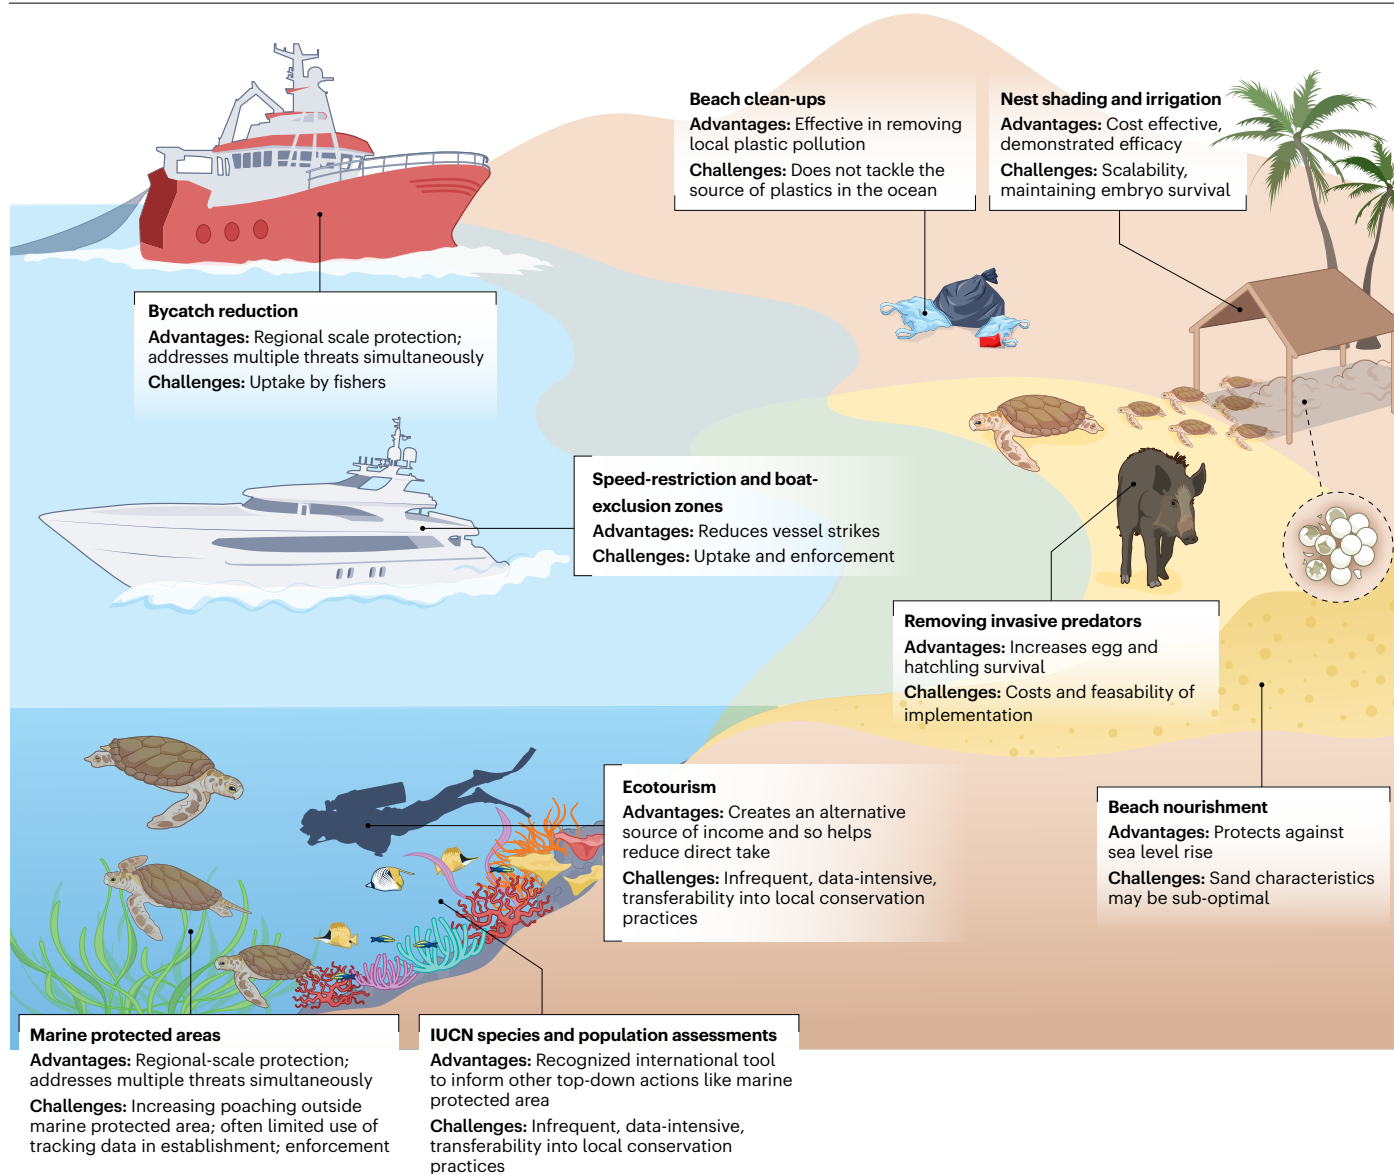 Beach clean-ups
Advantages: Effective in removing
local plastic pollution
Challenges: Does not tackle the
source of plastics in the ocean
Nest shading and irrigation
Advantages: Cost effective,
demonstrated efficacy
Challenges: Scalability,
maintaining embryo survival
Bycatch reduction
Advantages: Regional scale protection;
addresses multiple threats simultaneously
Challenges: Uptake by fishers
Speed-restriction and boat-
exclusion zones
Advantages: Reduces vessel strikes
Challenges: Uptake and enforcement
Removing invasive predators
Advantages: Increases egg and
hatchling survival
Challenges: Costs and feasability of
implementation
Ecotourism
Advantages: Creates an alternative
source of income and so helps
reduce direct take
Challenges: Infrequent, data-intensive,
transferability into local conservation
practices
Beach nourishment
Advantages: Protects against
sea level rise
Challenges: Sand characteristics
may be sub-optimal
Marine protected areas
Advantages: Regional-scale protection;
addresses multiple threats simultaneously
Challenges: Increasing poaching outside
marine protected area; often limited use of
tracking data in establishment; enforcement
IUCN species and population assessments
Advantages: Recognized international tool
to inform other top-down actions like marine
protected area
Challenges: Infrequent, data-intensive,
transferability into local conservation
practices